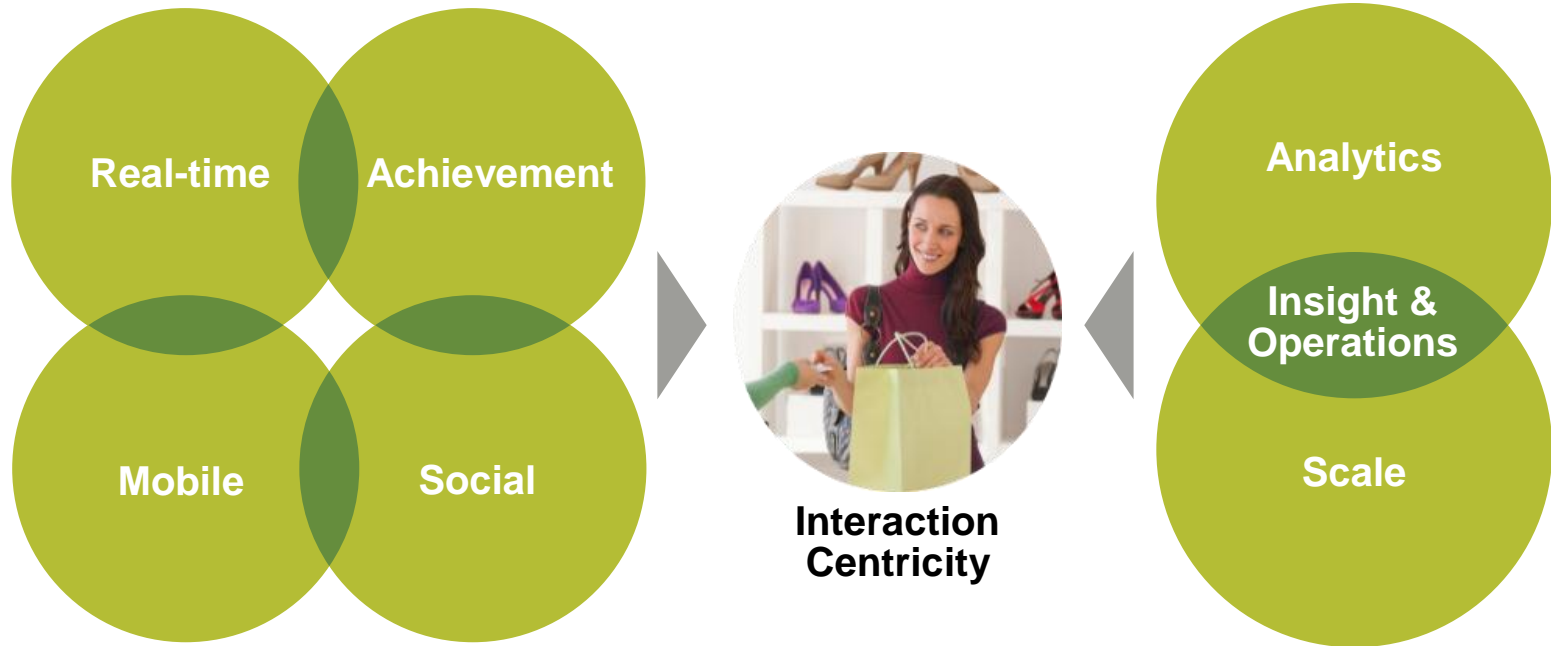 Real-time
Achievement
Mobile
Social
Interaction
Centricity
Analytics
Insight &
Operations
Scale